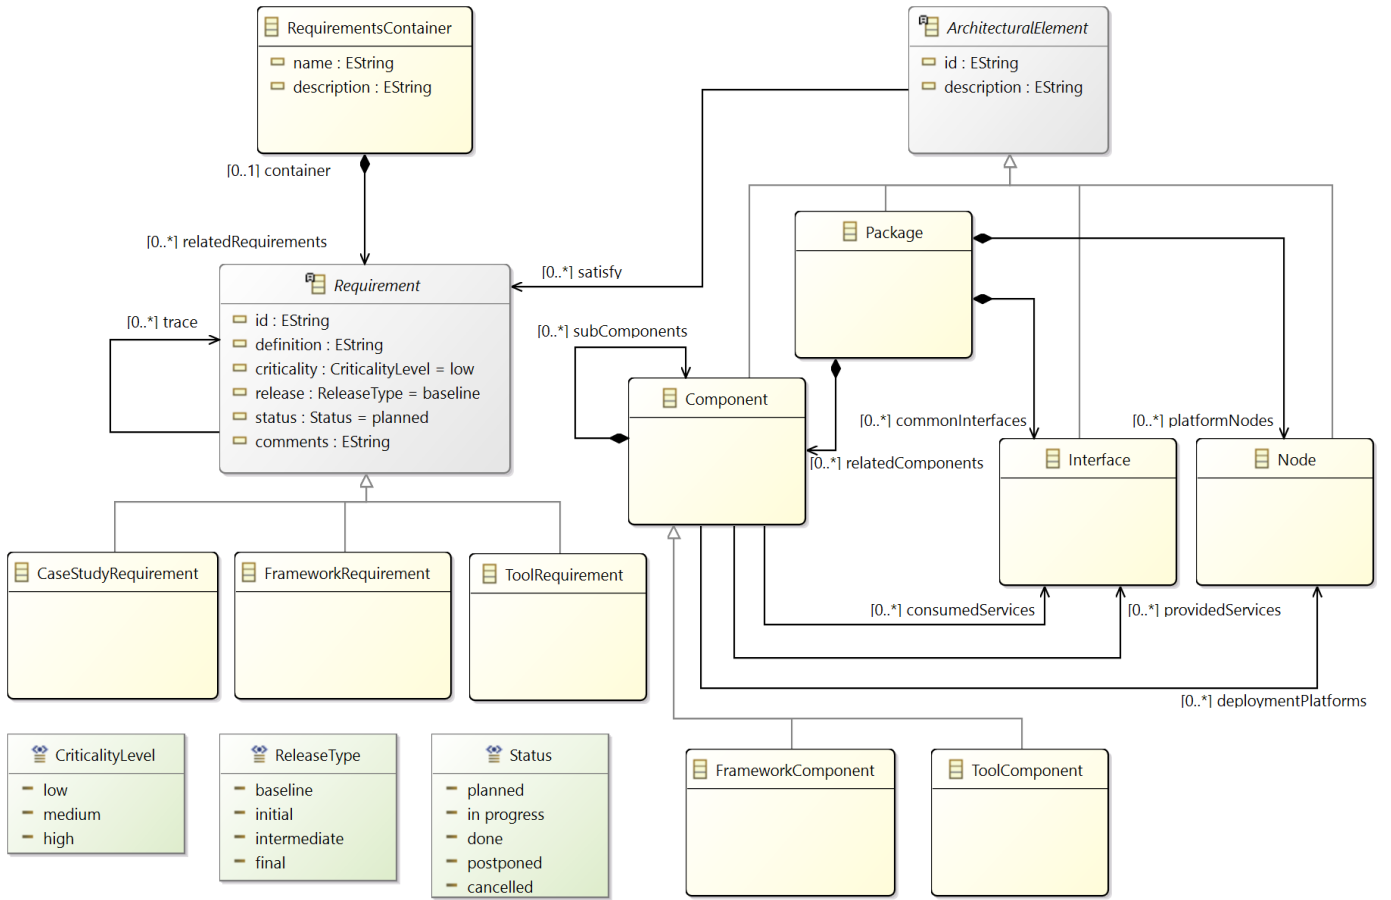 RequirementsContainer
name : EString
description : EString
ArchitecturalElement
id : EString
description : EString
[0..1] container
[0..*] relatedRequirements
[0..*] satisfy
Package
Requirement
id : EString
definition : EString
criticality : CriticalityLevel = low
release : ReleaseType = baseline
status : Status = planned
comments : EString
[0..*] trace
[0..*] subComponents
Component
[0..*] commonInterfaces
[0..*] platformNodes
[0..*] relatedComponents
Interface
Node
CaseStudyRequirement
FrameworkRequirement
ToolRequirement
[0..*] consumedServices
[0..*] providedServices
[0..*] deploymentPlatforms
CriticalityLevel
low
medium
high
ReleaseType
baseline
initial
intermediate
final
Status
planned
in progress
done
postponed
cancelled
FrameworkComponent
ToolComponent